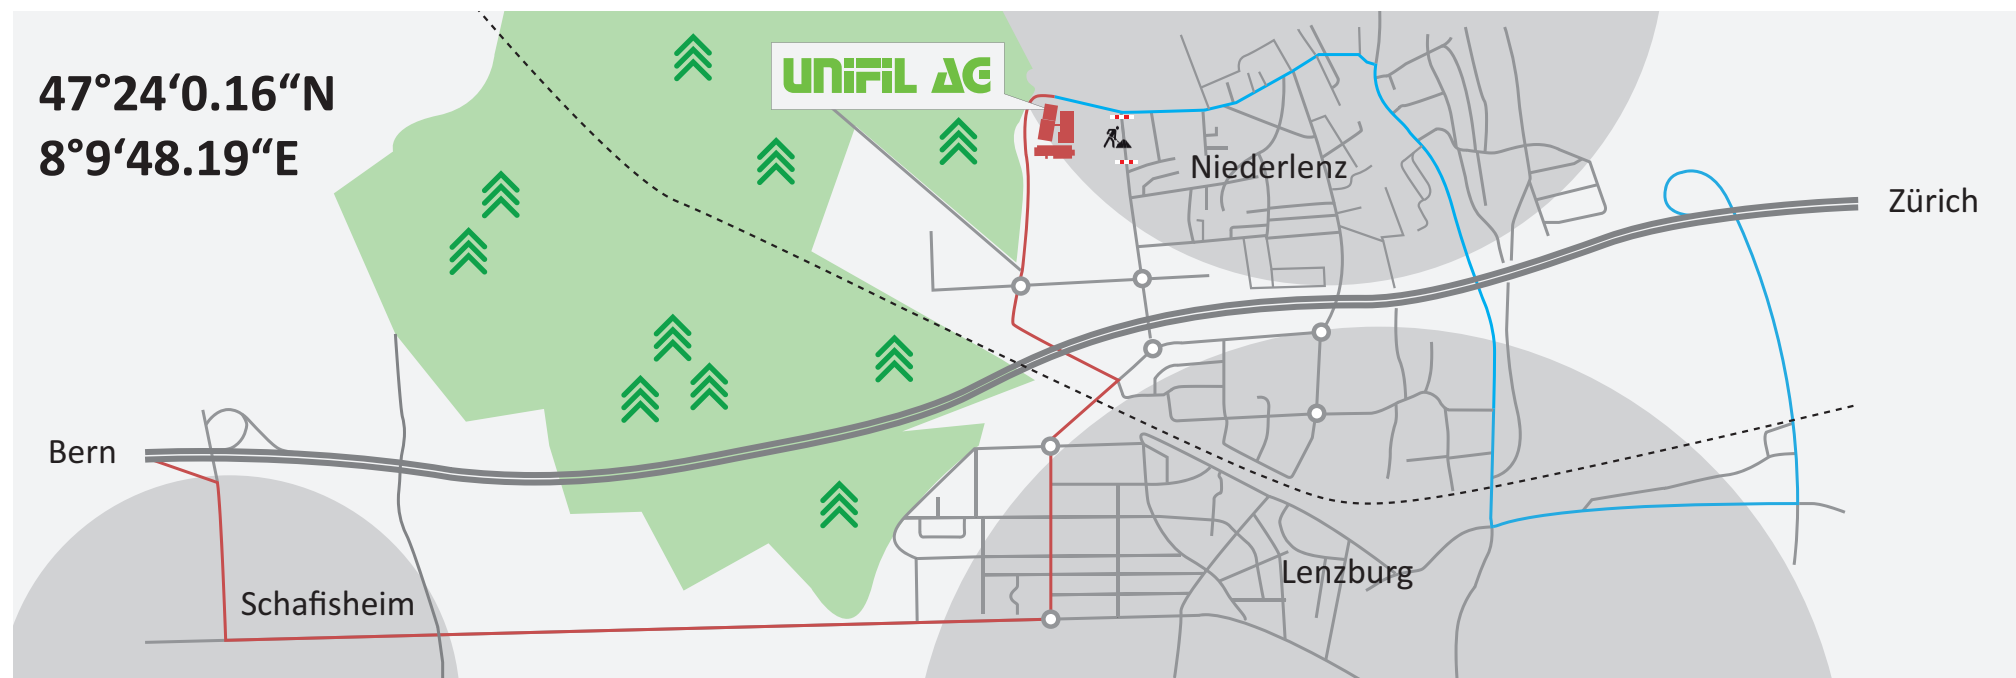 47°24‘0.16“N
8°9‘48.19“E
UNiFiL AG
Niederlenz
Zürich
Bern
Schafisheim
Lenzburg